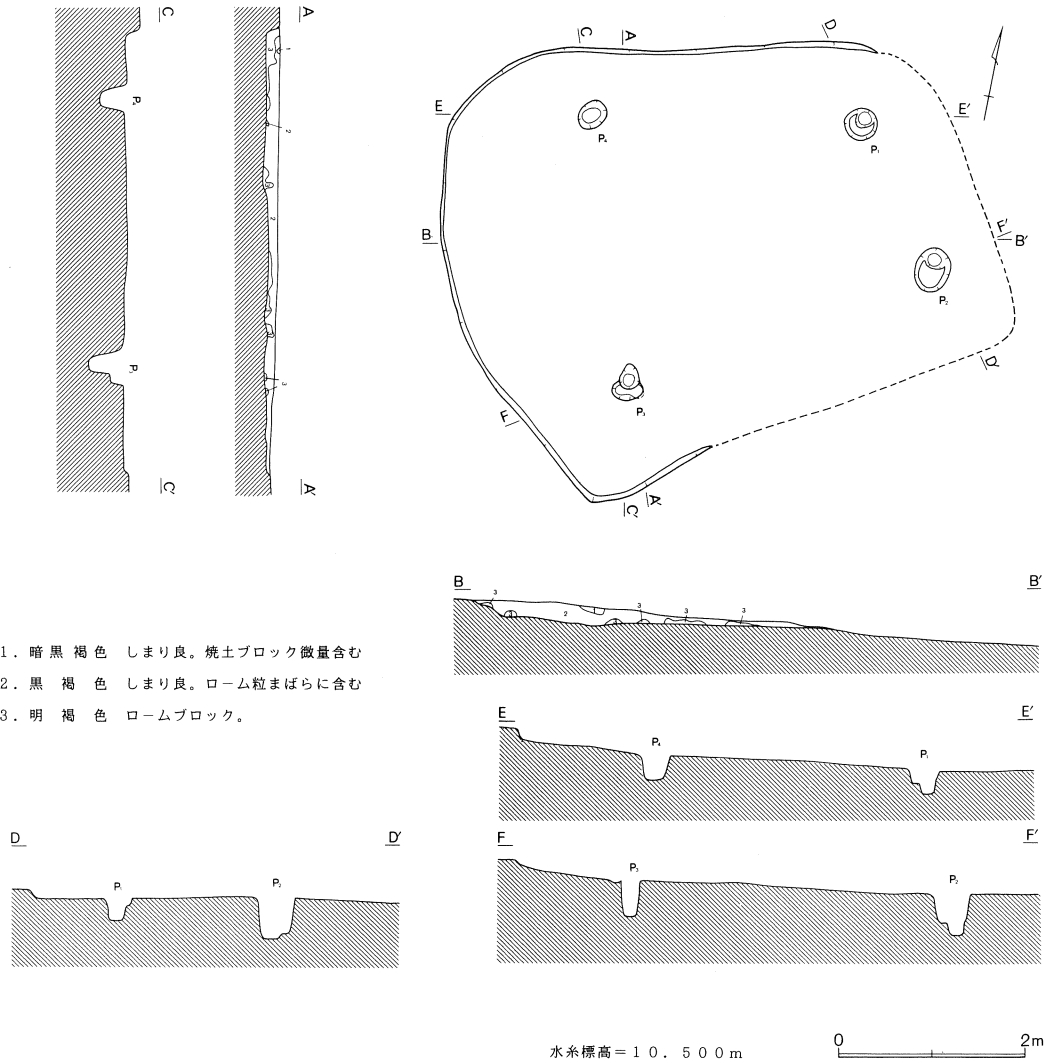 C
A
P₄
P₃
C'
A'
1
3
2
3
2
3
C
A
D
E
E'
P₄
P₁
B
F'
B'
P₂
D'
P₃
F
A'
C'
B
B'
3
2
3
3
3
1. 暗黒褐色 しまり良。焼土ブロック微量含む
2. 黒褐色 しまり良。ローム粒まばらに含む
3. 明褐色 ロームブロック。
E
E'
P₄
P₁
D
D'
P₁
P₂
F
F'
P₃
P₂
水糸標高=10.500m
0
2m